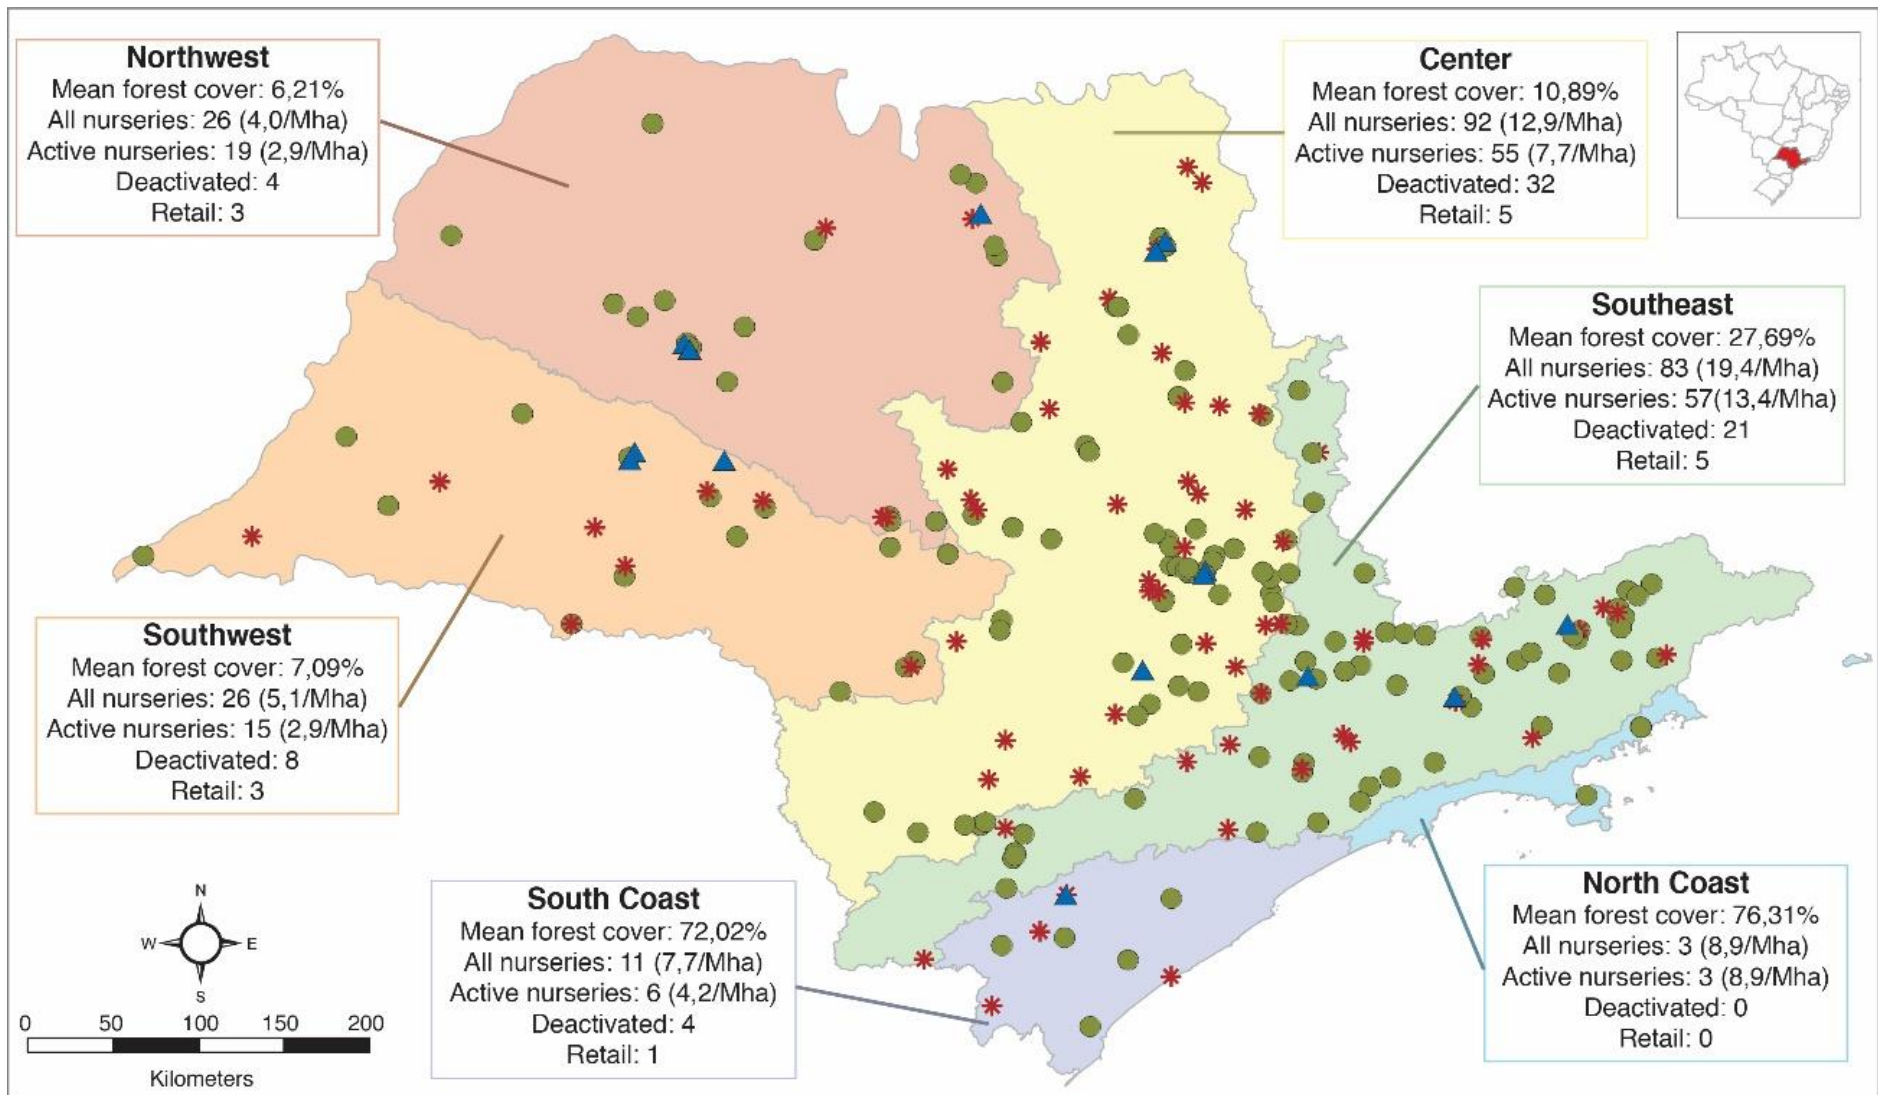 Northwest
Mean forest cover: 6,21%
All nurseries: 26 (4,0/Mha)
Active nurseries: 19 (2,9/Mha)
Deactivated: 4
Retail: 3
Center
Mean forest cover: 10,89%
All nurseries: 92 (12,9/Mha)
Active nurseries: 55 (7,7/Mha)
Deactivated: 32
Retail: 5
Southeast
Mean forest cover: 27,69%
All nurseries: 83 (19,4/Mha)
Active nurseries: 57(13,4/Mha)
Deactivated: 21
Retail: 5
Southwest
Mean forest cover: 7,09%
All nurseries: 26 (5,1/Mha)
Active nurseries: 15 (2,9/Mha)
Deactivated: 8
Retail: 3
South Coast
Mean forest cover: 72,02%
All nurseries: 11 (7,7/Mha)
Active nurseries: 6 (4,2/Mha)
Deactivated: 4
Retail: 1
North Coast
Mean forest cover: 76,31%
All nurseries: 3 (8,9/Mha)
Active nurseries: 3 (8,9/Mha)
Deactivated: 0
Retail: 0
N
W E
S
0 50 100 150 200
Kilometers